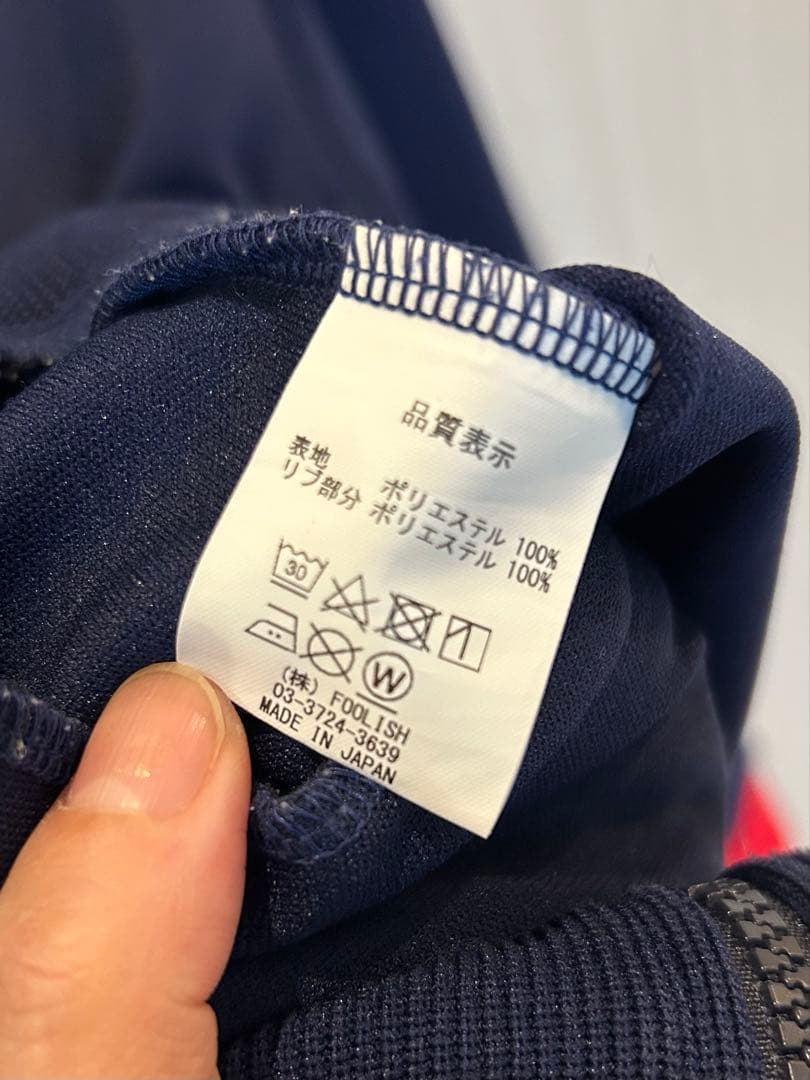 品質表示
表地 ポリエステル 100%
リブ部分 ポリエステル 100%
30
W
(株) FOOLISH
03-3724-3639
MADE IN JAPAN